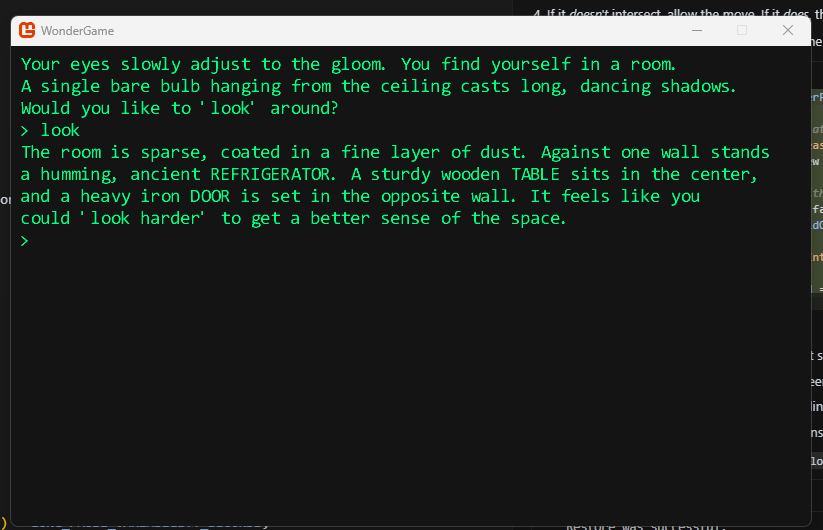 4. If it doesn't intersect, allow the move. If it does, th
WonderGame
Your eyes slowly adjust to the gloom. You find yourself in a room.
A single bare bulb hanging from the ceiling casts long, dancing shadows.
Would you like to 'look' around?
> look
The room is sparse, coated in a fine layer of dust. Against one wall stands
a humming, ancient REFRIGERATOR. A sturdy wooden TABLE sits in the center,
and a heavy iron DOOR is set in the opposite wall. It feels like you
could 'look harder' to get a better sense of the space.
>